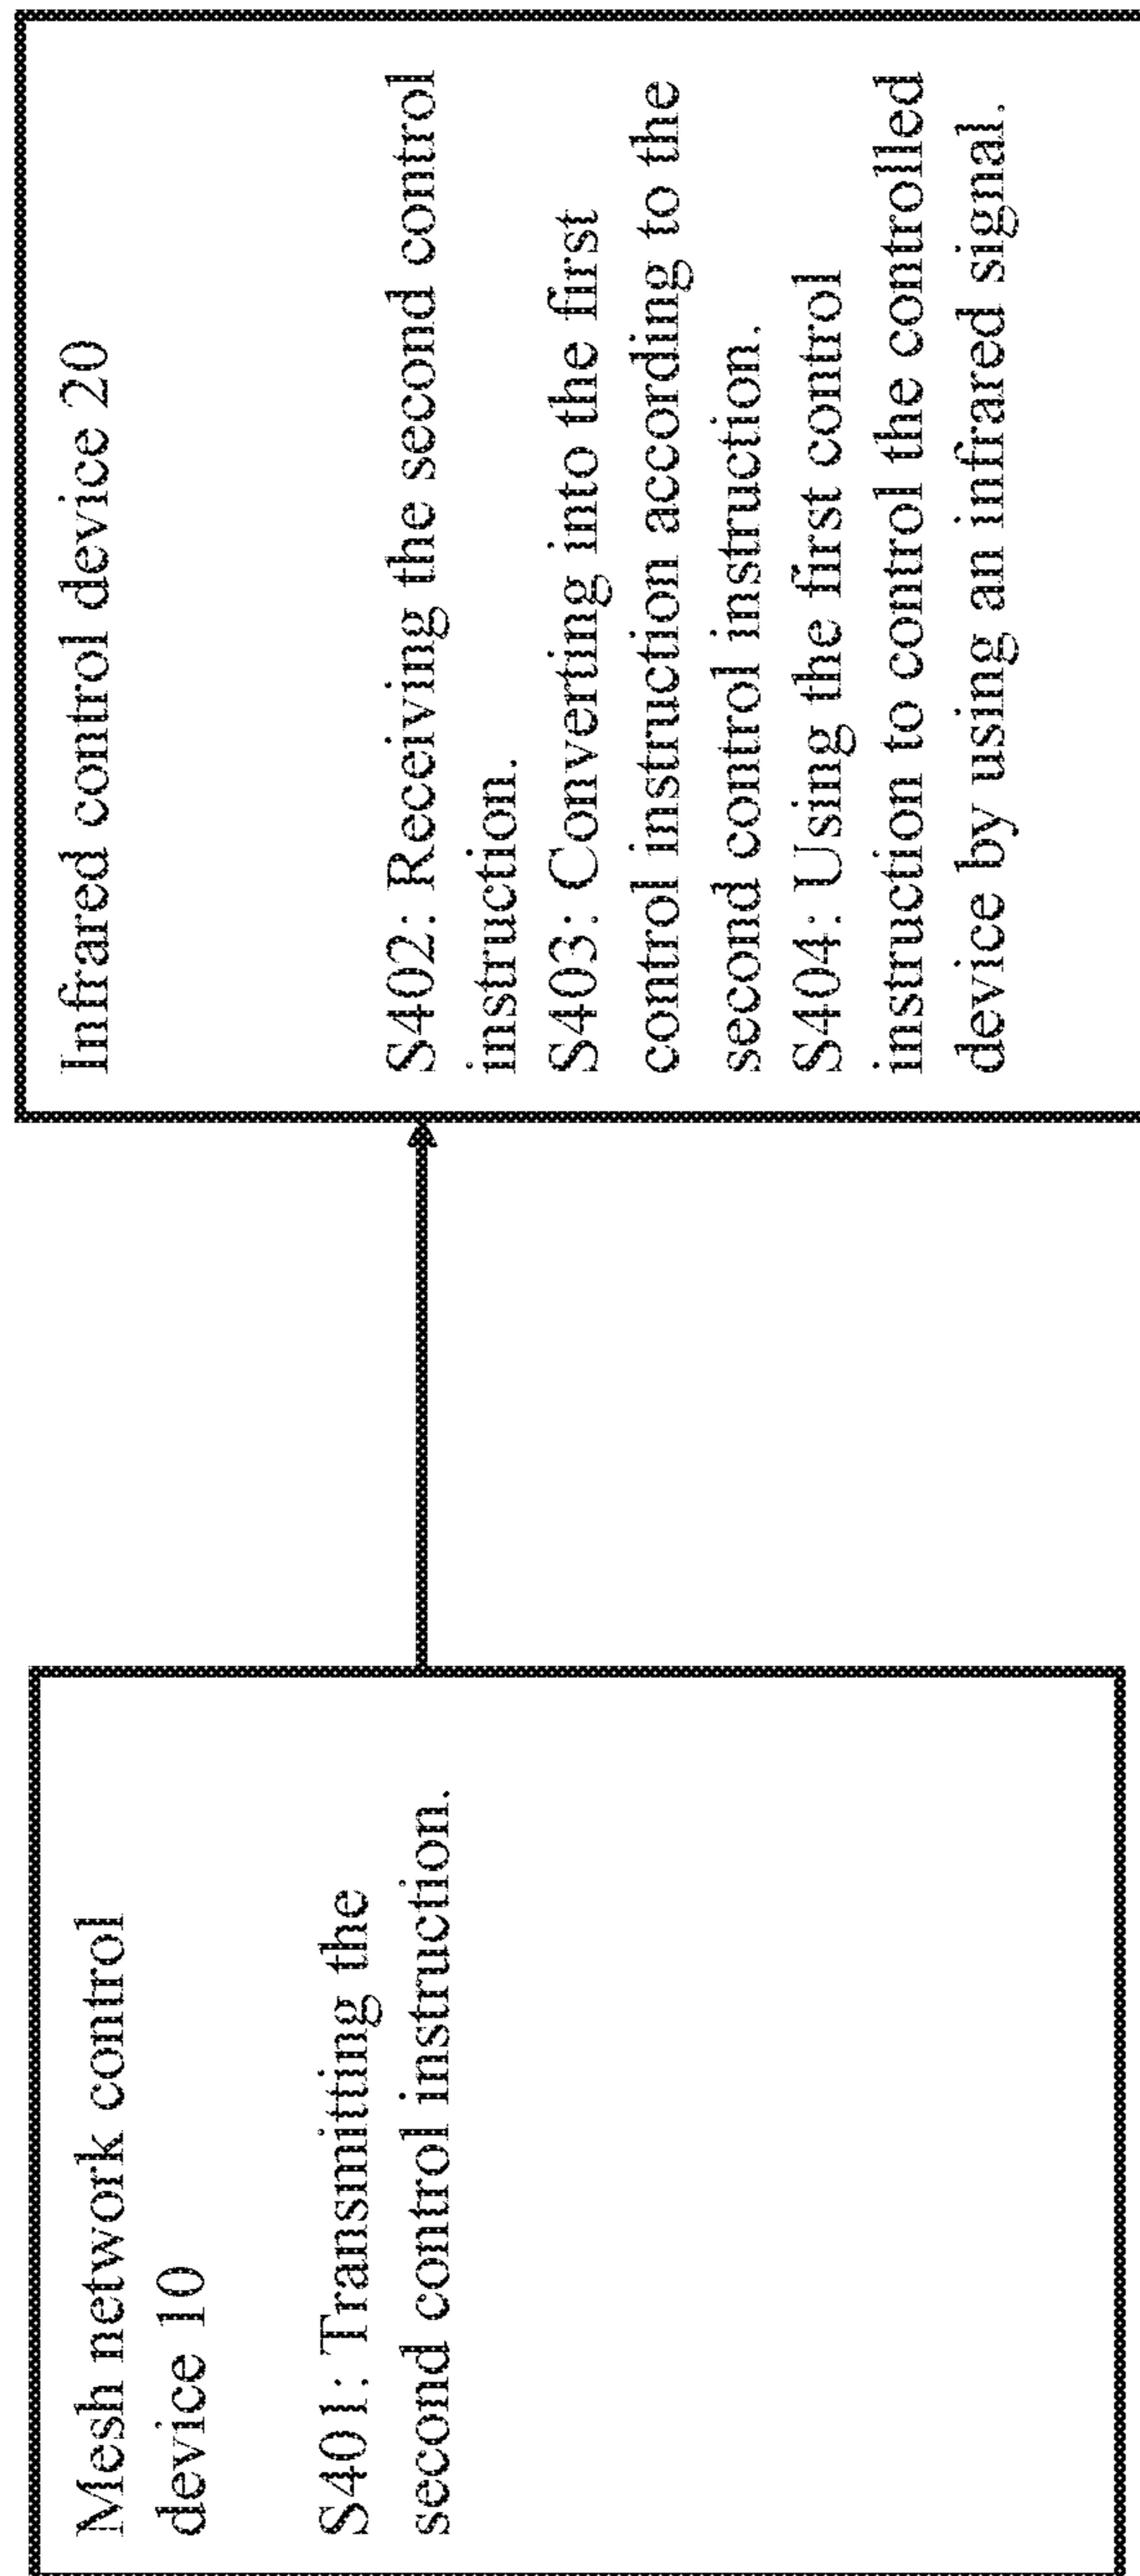 Mesh network control
device 10
S401: Transmitting the
second control instruction.
Infrared control device 20
S402: Receiving the second control
instruction.
S403: Converting into the first
control instruction according to the
second control instruction.
S404: Using the first control
instruction to control the controlled
device by using an infrared signal.